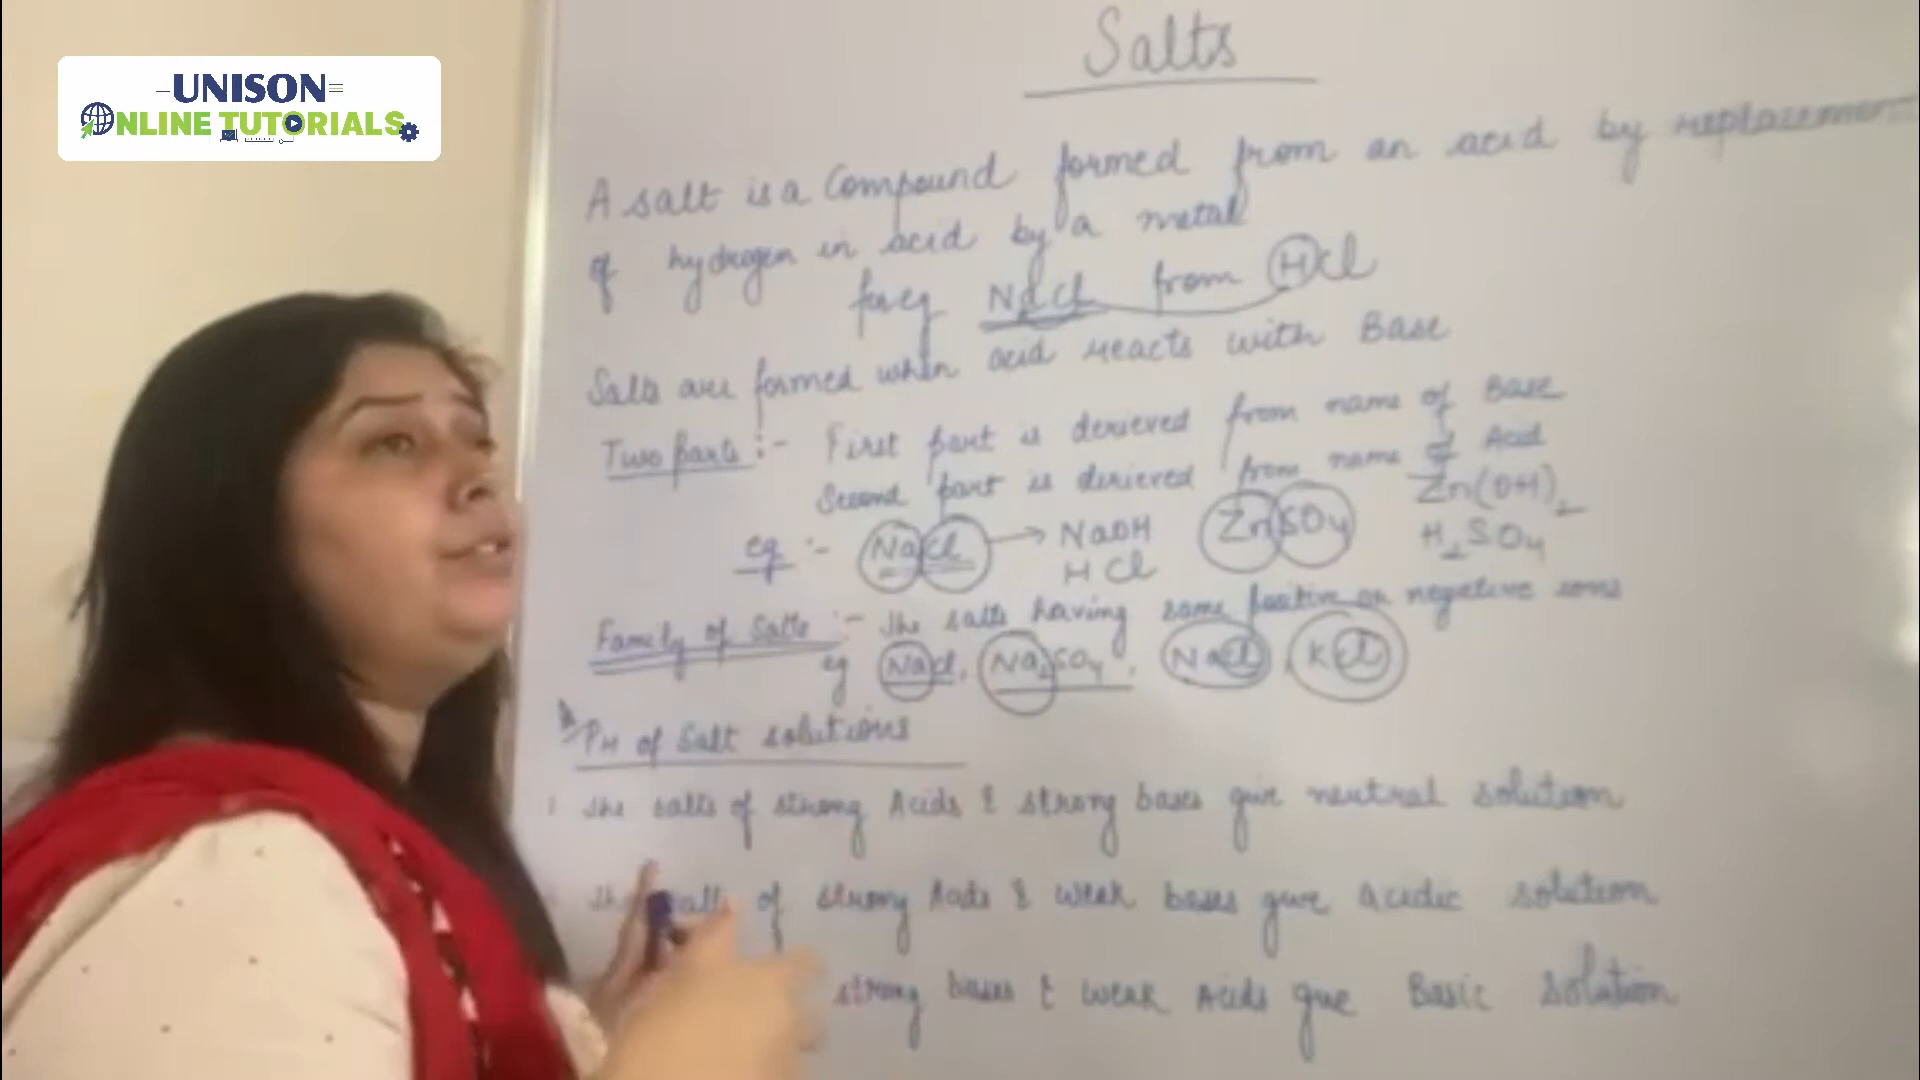 UNISON
ONLINE TUTORIALS
Salts
A salt is a Compound formed from an acid by replacement
of hydrogen in acid by a metal
for eg NaCl from HCl
Salts are formed when acid reacts with Base
Two parts :- First part is derieved from name of Base
Second part is derieved from name of Acid
eg :- NaCl → NaOH ZnSO4 Zn(OH)2
HCl H2SO4
Family of Salts :- The salts having same positive or negative ions
eg NaCl, Na2SO4, NaCl, KCl
PH of Salt solutions
1 The salts of strong Acids & strong bases give neutral solution
of strong Acids & weak bases give acidic solution
strong bases & weak Acids give Basic solution